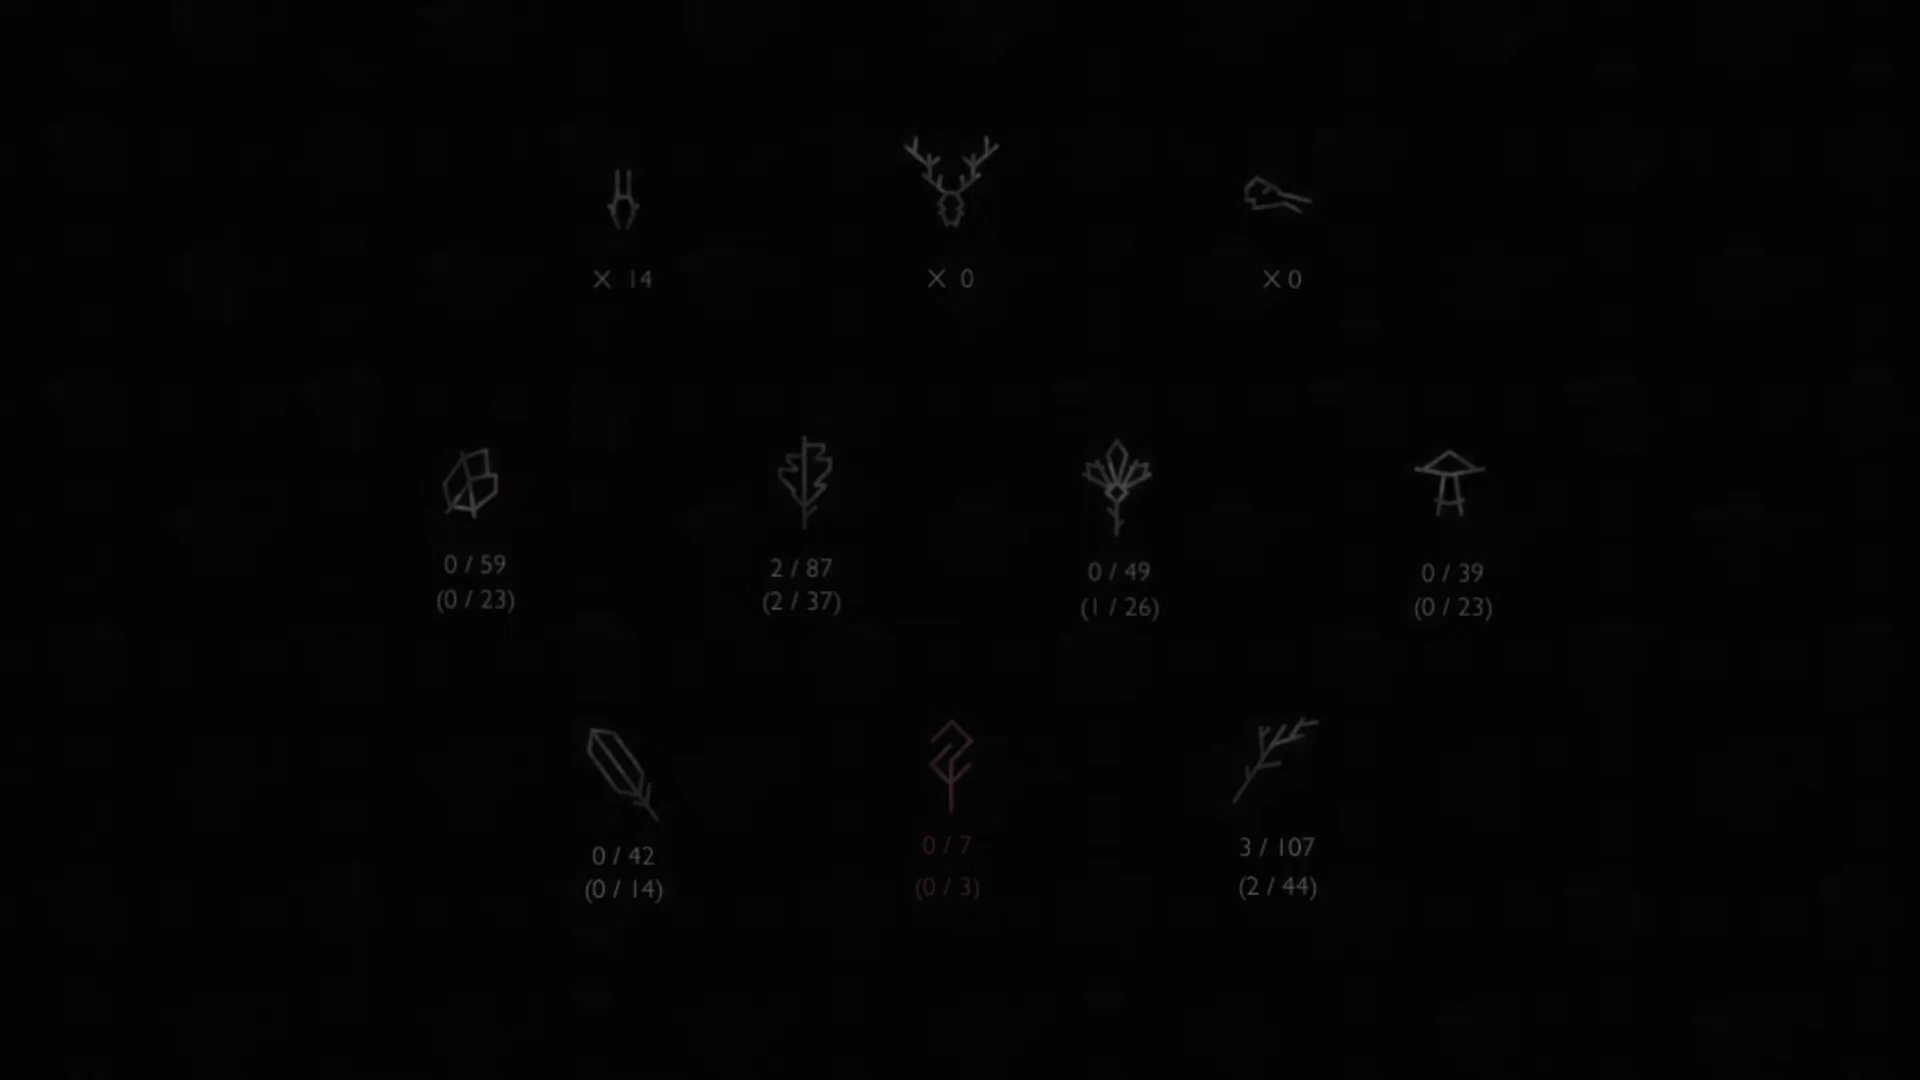 X 14
X 0
X 0
0 / 59
(0 / 23)
2 / 87
(2 / 37)
0 / 49
(1 / 26)
0 / 39
(0 / 23)
0 / 42
(0 / 14)
0 / 7
(0 / 3)
3 / 107
(2 / 44)